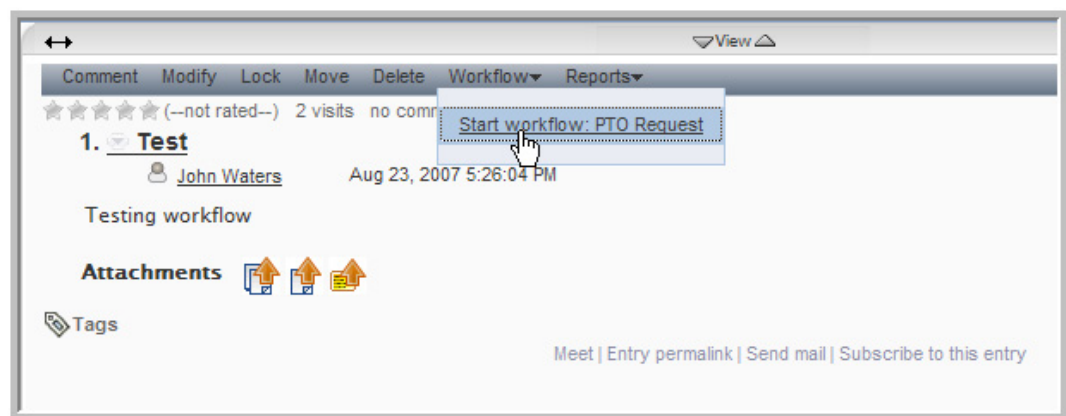 View
Comment Modify Lock Move Delete Workflow Reports
(--not rated--) 2 visits no comm
Start workflow: PTO Request
1. Test
John Waters Aug 23, 2007 5:26:04 PM
Testing workflow
Attachments
Tags
Meet | Entry permalink | Send mail | Subscribe to this entry